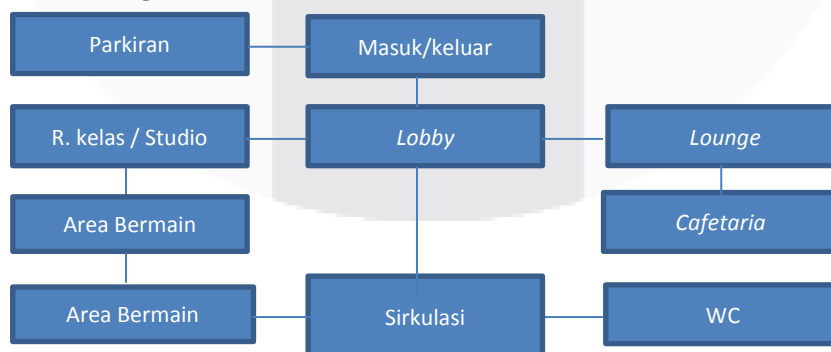 Parkiran
Masuk/keluar
R. kelas / Studio
Lobby
Lounge
Area Bermain
Cafetaria
Area Bermain
Sirkulasi
WC